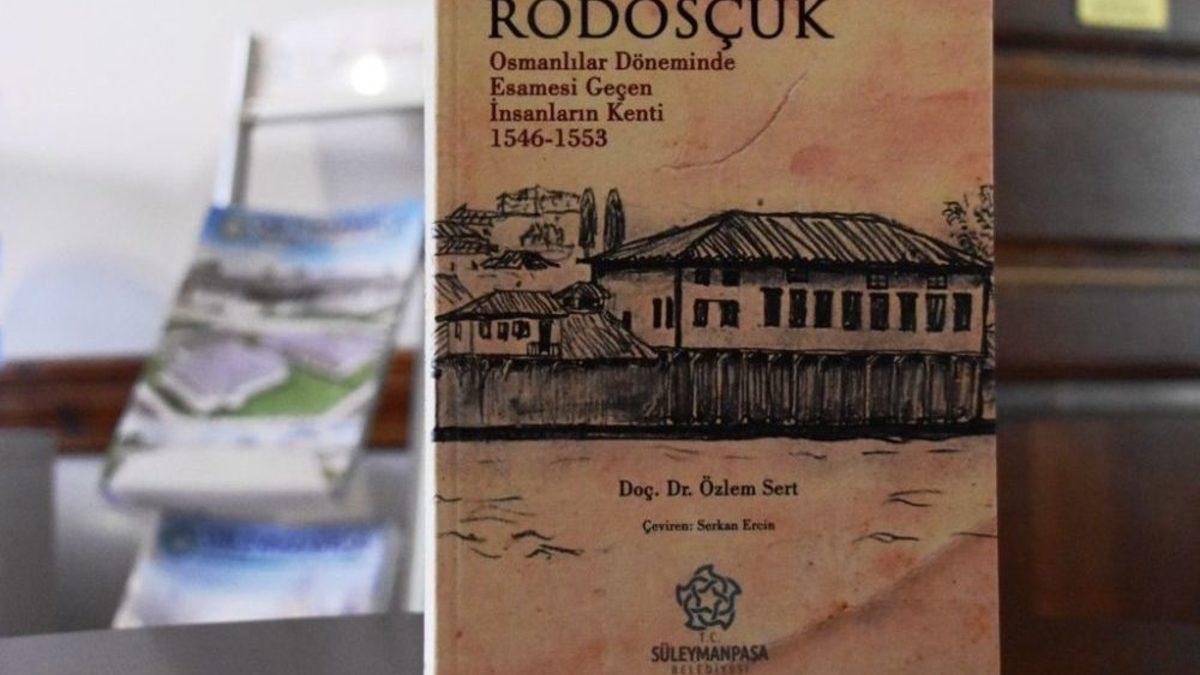 RODOSÇUK
Osmanlılar Döneminde
Esamesi Geçen
İnsanların Kenti
1546-1553
Doç. Dr. Özlem Sert
Çeviren: Serkan Ercin
T.C.
SÜLEYMANPAŞA
BELEDİYESİ